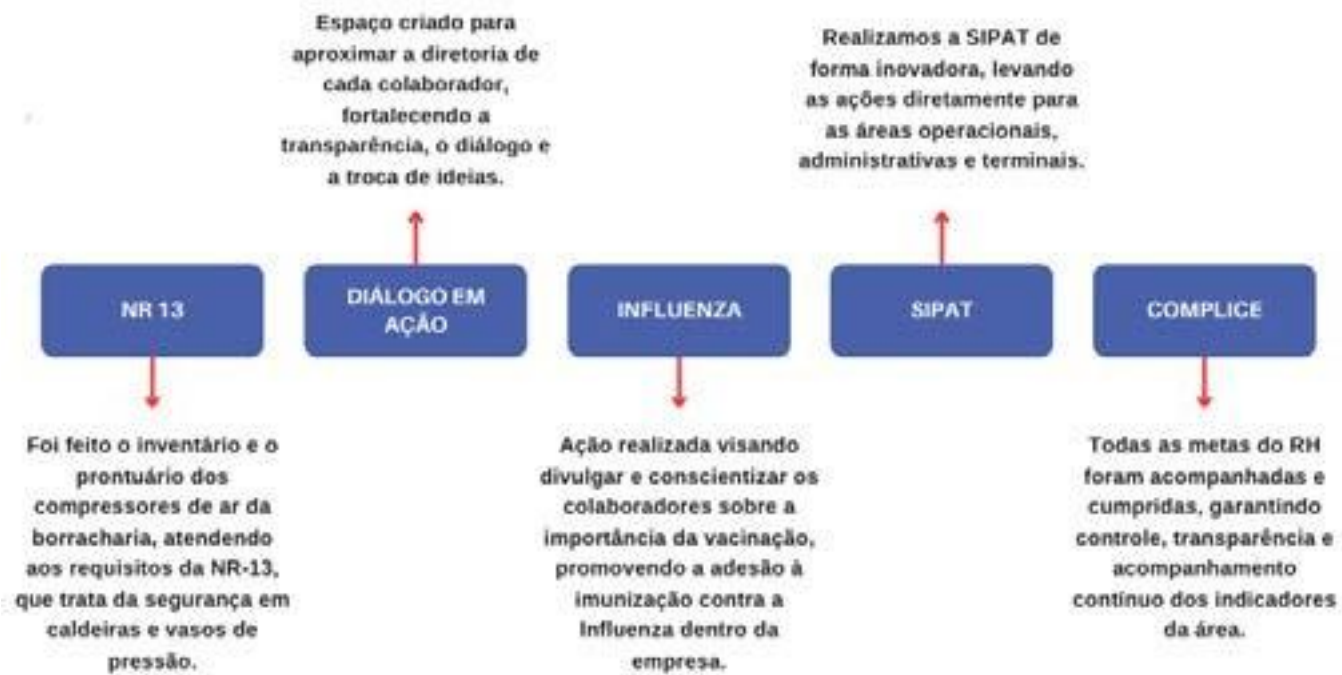 Espaço criado para
aproximar a diretoria de
cada colaborador,
fortalecendo a
transparência, o diálogo e
a troca de ideias.
Realizamos a SIPAT de
forma inovadora, levando
as ações diretamente para
as áreas operacionais,
administrativas e terminais.
NR 13
DIÁLOGO EM
AÇÃO
INFLUENZA
SIPAT
COMPLICE
Foi feito o inventário e o
prontuário dos
compressores de ar da
borracharia, atendendo
aos requisitos da NR-13,
que trata da segurança em
caldeiras e vasos de
pressão.
Ação realizada visando
divulgar e conscientizar os
colaboradores sobre a
importância da vacinação,
promovendo a adesão à
imunização contra a
Influenza dentro da
empresa.
Todas as metas do RH
foram acompanhadas e
cumpridas, garantindo
controle, transparência e
acompanhamento
contínuo dos indicadores
da área.